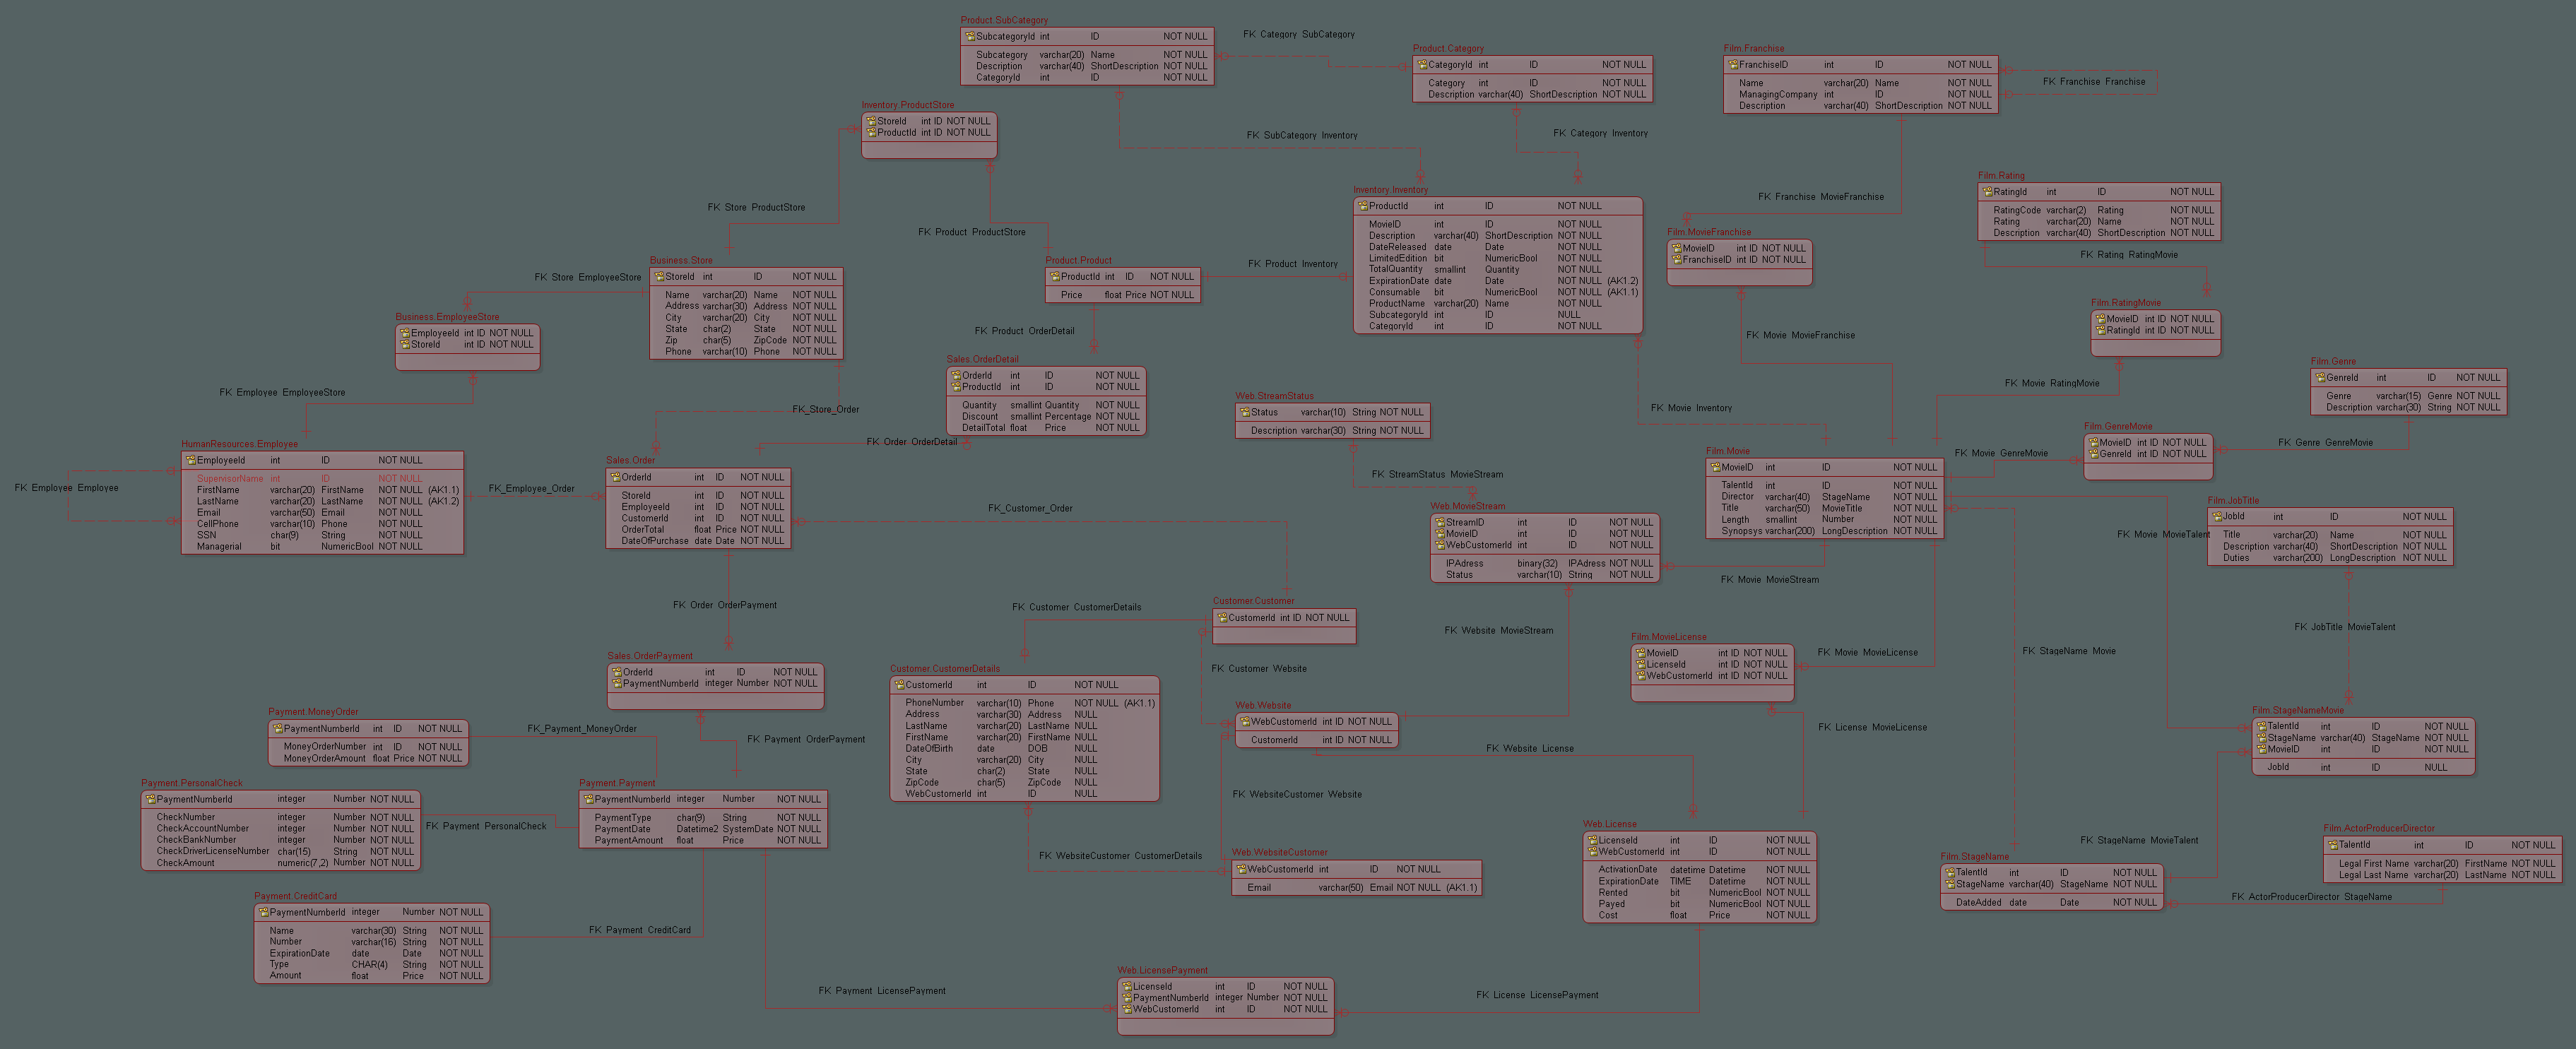 Product.SubCategory
SubcategoryId int ID NOT NULL
Subcategory varchar(20) Name NOT NULL
Description varchar(40) ShortDescription NOT NULL
CategoryId int ID NOT NULL
FK Category SubCategory
Product.Category
CategoryId int ID NOT NULL
Category int ID NOT NULL
Description varchar(40) ShortDescription NOT NULL
Film.Franchise
FranchiseID int ID NOT NULL
Name varchar(20) Name NOT NULL
ManagingCompany int ID NOT NULL
Description varchar(40) ShortDescription NOT NULL
FK Franchise Franchise
Inventory.ProductStore
StoreId int ID NOT NULL
ProductId int ID NOT NULL
FK SubCategory Inventory
FK Category Inventory
FK Store ProductStore
FK Product ProductStore
Inventory.Inventory
ProductId int ID NOT NULL
MovieID int ID NOT NULL
Description varchar(40) ShortDescription NOT NULL
DateReleased date Date NOT NULL
LimitedEdition bit NumericBool NOT NULL
TotalQuantity smallint Quantity NOT NULL
ExpirationDate date Date NOT NULL (AK1.2)
Consumable bit NumericBool NOT NULL (AK1.1)
ProductName varchar(20) Name NOT NULL
SubcategoryId int ID NULL
CategoryId int ID NOT NULL
FK Franchise MovieFranchise
Film.Rating
RatingId int ID NOT NULL
RatingCode varchar(2) Rating NOT NULL
Rating varchar(20) Name NOT NULL
Description varchar(40) ShortDescription NOT NULL
Film.MovieFranchise
MovieID int ID NOT NULL
FranchiseID int ID NOT NULL
FK Rating RatingMovie
Business.Store
StoreId int ID NOT NULL
Name varchar(20) Name NOT NULL
Address varchar(30) Address NOT NULL
City varchar(20) City NOT NULL
State char(2) State NOT NULL
Zip char(5) ZipCode NOT NULL
Phone varchar(10) Phone NOT NULL
Product.Product
ProductId int ID NOT NULL
Price float Price NOT NULL
FK Product Inventory
FK Store EmployeeStore
Business.EmployeeStore
EmployeeId int ID NOT NULL
StoreId int ID NOT NULL
FK Product OrderDetail
FK Movie MovieFranchise
Film.RatingMovie
MovieID int ID NOT NULL
RatingId int ID NOT NULL
Sales.OrderDetail
OrderId int ID NOT NULL
ProductId int ID NOT NULL
Quantity smallint Quantity NOT NULL
Discount smallint Percentage NOT NULL
DetailTotal float Price NOT NULL
FK Employee EmployeeStore
FK_Store_Order
FK Order OrderDetail
Web.StreamStatus
Status varchar(10) String NOT NULL
Description varchar(30) String NOT NULL
FK Movie Inventory
FK Movie RatingMovie
Film.Genre
GenreId int ID NOT NULL
Genre varchar(15) Genre NOT NULL
Description varchar(30) String NOT NULL
Film.GenreMovie
MovieID int ID NOT NULL
GenreId int ID NOT NULL
FK Genre GenreMovie
FK Movie GenreMovie
HumanResources.Employee
EmployeeId int ID NOT NULL
SupervisorName int ID NOT NULL
FirstName varchar(20) FirstName NOT NULL (AK1.1)
LastName varchar(20) LastName NOT NULL (AK1.2)
Email varchar(50) Email NOT NULL
CellPhone varchar(10) Phone NOT NULL
SSN char(9) String NOT NULL
Managerial bit NumericBool NOT NULL
FK Employee Employee
FK_Employee_Order
Sales.Order
OrderId int ID NOT NULL
StoreId int ID NOT NULL
EmployeeId int ID NOT NULL
CustomerId int ID NOT NULL
OrderTotal float Price NOT NULL
DateOfPurchase date Date NOT NULL
FK_Customer_Order
FK StreamStatus MovieStream
Web.MovieStream
StreamID int ID NOT NULL
MovieID int ID NOT NULL
WebCustomerId int ID NOT NULL
IPAdress binary(32) IPAdress NOT NULL
Status varchar(10) String NOT NULL
Film.Movie
MovieID int ID NOT NULL
TalentId int ID NOT NULL
Director varchar(40) StageName NOT NULL
Title varchar(50) MovieTitle NOT NULL
Length smallint Number NOT NULL
Synopsys varchar(200) LongDescription NOT NULL
Film.JobTitle
JobId int ID NOT NULL
Title varchar(20) Name NOT NULL
Description varchar(40) ShortDescription NOT NULL
Duties varchar(200) LongDescription NOT NULL
FK Movie MovieTalent
FK Movie MovieStream
FK Order OrderPayment
FK Customer CustomerDetails
Customer.Customer
CustomerId int ID NOT NULL
FK Website MovieStream
Film.MovieLicense
MovieID int ID NOT NULL
LicenseId int ID NOT NULL
WebCustomerId int ID NOT NULL
FK Movie MovieLicense
FK JobTitle MovieTalent
FK StageName Movie
Sales.OrderPayment
OrderId int ID NOT NULL
PaymentNumberId integer Number NOT NULL
Customer.CustomerDetails
CustomerId int ID NOT NULL
PhoneNumber varchar(10) Phone NOT NULL (AK1.1)
Address varchar(30) Address NULL
LastName varchar(20) LastName NULL
FirstName varchar(20) FirstName NULL
DateOfBirth date DOB NULL
City varchar(20) City NULL
State char(2) State NULL
ZipCode char(5) ZipCode NULL
WebCustomerId int ID NULL
FK Customer Website
Web.Website
WebCustomerId int ID NOT NULL
CustomerId int ID NOT NULL
FK Website License
FK License MovieLicense
Film.StageNameMovie
TalentId int ID NOT NULL
StageName varchar(40) StageName NOT NULL
MovieID int ID NOT NULL
JobId int ID NULL
Payment.MoneyOrder
PaymentNumberId int ID NOT NULL
MoneyOrderNumber int ID NOT NULL
MoneyOrderAmount float Price NOT NULL
FK_Payment_MoneyOrder
FK Payment OrderPayment
Payment.PersonalCheck
PaymentNumberId integer Number NOT NULL
CheckNumber integer Number NOT NULL
CheckAccountNumber integer Number NOT NULL
CheckBankNumber integer Number NOT NULL
CheckDriverLicenseNumber char(15) String NOT NULL
CheckAmount numeric(7,2) Number NOT NULL
FK Payment PersonalCheck
Payment.Payment
PaymentNumberId integer Number NOT NULL
PaymentType char(9) String NOT NULL
PaymentDate Datetime2 SystemDate NOT NULL
PaymentAmount float Price NOT NULL
FK WebsiteCustomer Website
FK WebsiteCustomer CustomerDetails
Web.WebsiteCustomer
WebCustomerId int ID NOT NULL
Email varchar(50) Email NOT NULL (AK1.1)
Web.License
LicenseId int ID NOT NULL
WebCustomerId int ID NOT NULL
ActivationDate datetime Datetime NOT NULL
ExpirationDate TIME Datetime NOT NULL
Rented bit NumericBool NOT NULL
Payed bit NumericBool NOT NULL
Cost float Price NOT NULL
FK StageName MovieTalent
Film.StageName
TalentId int ID NOT NULL
StageName varchar(40) StageName NOT NULL
DateAdded date Date NOT NULL
Film.ActorProducerDirector
TalentId int ID NOT NULL
Legal First Name varchar(20) FirstName NOT NULL
Legal Last Name varchar(20) LastName NOT NULL
FK ActorProducerDirector StageName
Payment.CreditCard
PaymentNumberId integer Number NOT NULL
Name varchar(30) String NOT NULL
Number varchar(16) String NOT NULL
ExpirationDate date Date NOT NULL
Type CHAR(4) String NOT NULL
Amount float Price NOT NULL
FK Payment CreditCard
FK Payment LicensePayment
Web.LicensePayment
LicenseId int ID NOT NULL
PaymentNumberId integer Number NOT NULL
WebCustomerId int ID NOT NULL
FK License LicensePayment